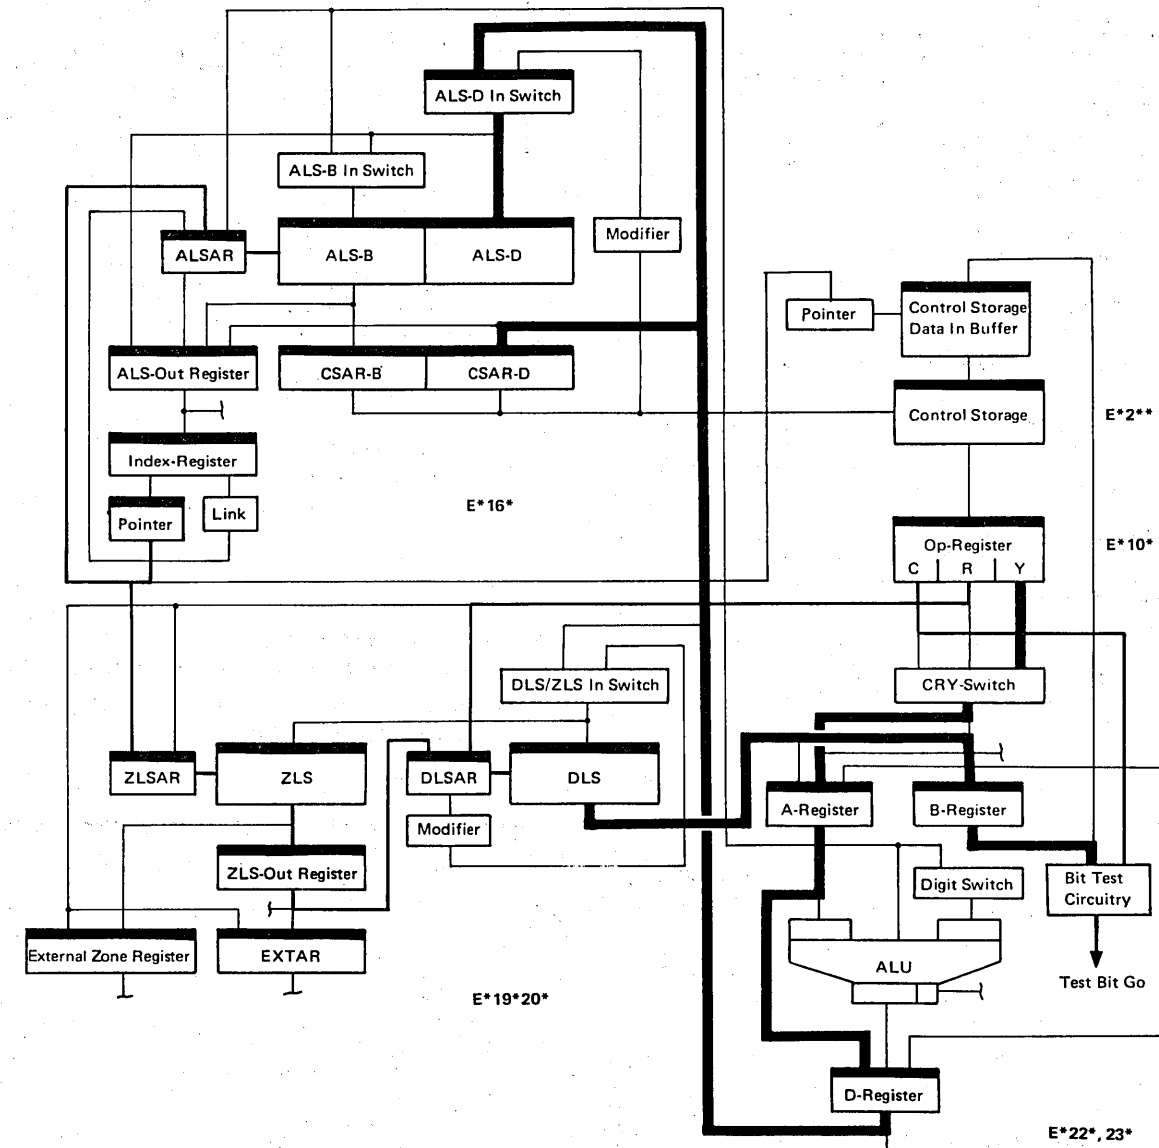 ALS-D In Switch
ALS-B In Switch
Modifier
ALSAR
ALS-B
ALS-D
Pointer
Control Storage
Data In Buffer
ALS-Out Register
CSAR-B
CSAR-D
Control Storage
E*2**
Index-Register
E*16*
Pointer
Link
Op-Register
C R Y
E*10*
DLS/ZLS In Switch
CRY-Switch
ZLSAR
ZLS
DLSAR
DLS
Modifier
A-Register
B-Register
ZLS-Out Register
Digit Switch
Bit Test
Circuitry
External Zone Register
EXTAR
ALU
Test Bit Go
E*19*20*
D-Register
E*22*, 23*